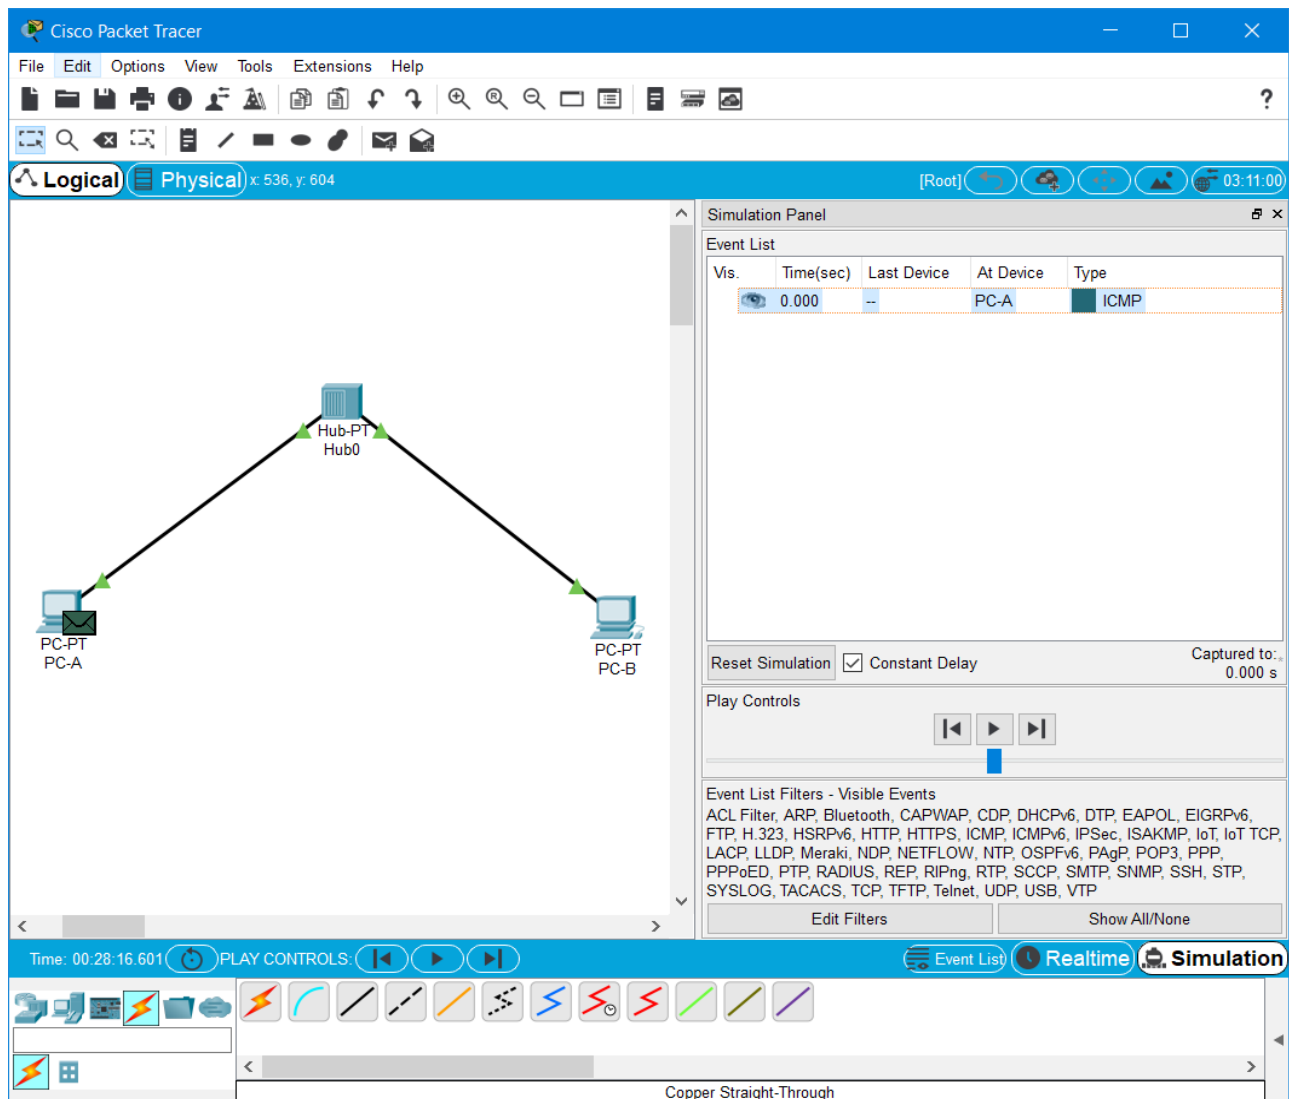 Cisco Packet Tracer
File Edit Options View Tools Extensions Help
?
Logical Physical x: 536, y: 604 [Root] 03:11:00
Simulation Panel
Event List
Vis. Time(sec) Last Device At Device Type
0.000 -- PC-A ICMP
Hub-PT
Hub0
PC-PT
PC-A
PC-PT
PC-B
Reset Simulation Constant Delay
Captured to:
0.000 s
Play Controls
Event List Filters - Visible Events
ACL Filter, ARP, Bluetooth, CAPWAP, CDP, DHCPv6, DTP, EAPOL, EIGRPv6,
FTP, H.323, HSRPv6, HTTP, HTTPS, ICMP, ICMPv6, IPSec, ISAKMP, IoT, IoT TCP,
LACP, LLDP, Meraki, NDP, NETFLOW, NTP, OSPFv6, PAgP, POP3, PPP,
PPPoED, PTP, RADIUS, REP, RIPng, RTP, SCCP, SMTP, SNMP, SSH, STP,
SYSLOG, TACACS, TCP, TFTP, Telnet, UDP, USB, VTP
Edit Filters Show All/None
Time: 00:28:16.601 PLAY CONTROLS: Event List Realtime Simulation
Copper Straight-Through